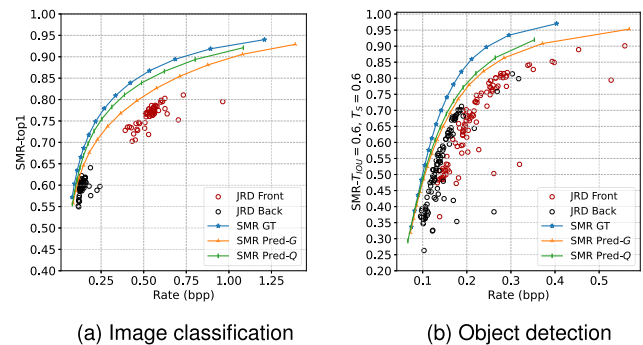 SMR-top1
1.00
0.95
0.90
0.85
0.80
0.75
0.70
0.65
0.60
0.55
0.50
0.45
0.40
JRD Front
JRD Back
SMR GT
SMR Pred-G
SMR Pred-Q
0.25 0.50 0.75 1.00 1.25
Rate (bpp)
(a) Image classification
SMR-T_IOU = 0.6, T_S = 0.6
1.00
0.95
0.90
0.85
0.80
0.75
0.70
0.65
0.60
0.55
0.50
0.45
0.40
0.35
0.30
0.25
0.20
JRD Front
JRD Back
SMR GT
SMR Pred-G
SMR Pred-Q
0.1 0.2 0.3 0.4 0.5
Rate (bpp)
(b) Object detection